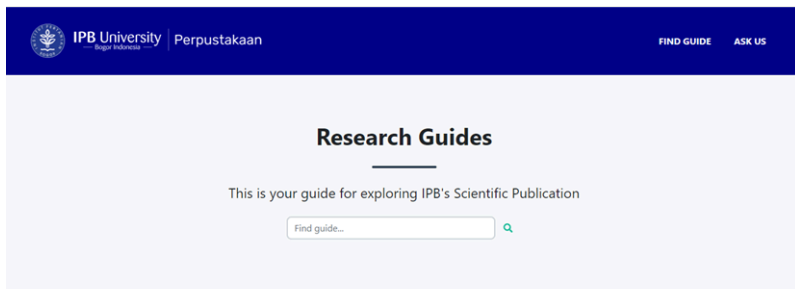 IPB University
Bogor Indonesia
Perpustakaan
FIND GUIDE
ASK US
Research Guides
This is your guide for exploring IPB's Scientific Publication
Find guide...